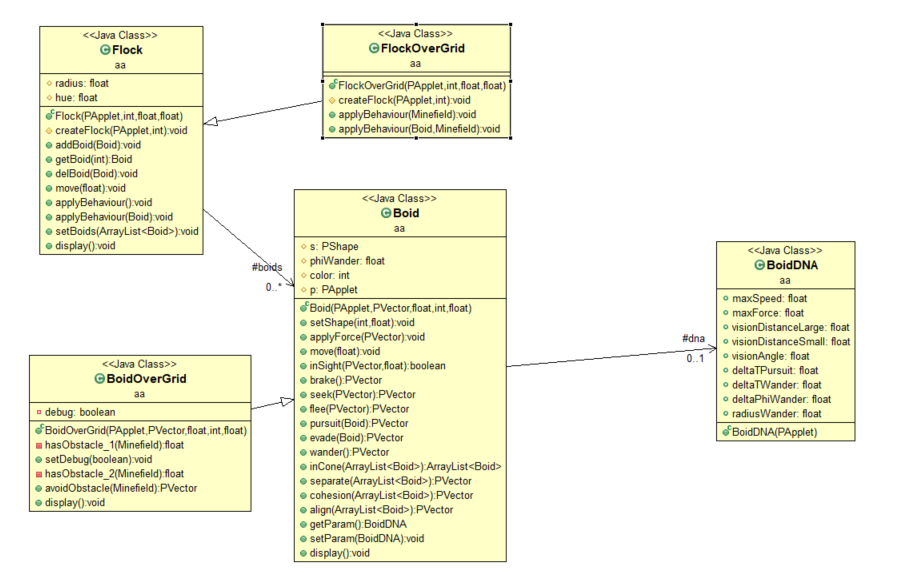 <<Java Class>>
Flock
aa
radius: float
hue: float
Flock(PApplet,int,float,float)
createFlock(PApplet,int):void
addBoid(Boid):void
getBoid(int):Boid
delBoid(Boid):void
move(float):void
applyBehaviour():void
applyBehaviour(Boid):void
setBoids(ArrayList<Boid>):void
display():void
<<Java Class>>
FlockOverGrid
aa
FlockOverGrid(PApplet,int,float,float)
createFlock(PApplet,int):void
applyBehaviour(Minefield):void
applyBehaviour(Boid,Minefield):void
#boids
0..*
<<Java Class>>
Boid
aa
s: PShape
phiWander: float
color: int
p: PApplet
Boid(PApplet,PVector,float,int,float)
setShape(int,float):void
applyForce(PVector):void
move(float):void
inSight(PVector,float):boolean
brake():PVector
seek(PVector):PVector
flee(PVector):PVector
pursuit(Boid):PVector
evade(Boid):PVector
wander():PVector
inCone(ArrayList<Boid>):ArrayList<Boid>
separate(ArrayList<Boid>):PVector
cohesion(ArrayList<Boid>):PVector
align(ArrayList<Boid>):PVector
getParam():BoidDNA
setParam(BoidDNA):void
display():void
#dna
0..1
<<Java Class>>
BoidDNA
aa
maxSpeed: float
maxForce: float
visionDistanceLarge: float
visionDistanceSmall: float
visionAngle: float
deltaTPursuit: float
deltaTWander: float
deltaPhiWander: float
radiusWander: float
BoidDNA(PApplet)
<<Java Class>>
BoidOverGrid
aa
debug: boolean
BoidOverGrid(PApplet,PVector,float,int,float)
hasObstacle_1(Minefield):float
setDebug(boolean):void
hasObstacle_2(Minefield):float
avoidObstacle(Minefield):PVector
display():void